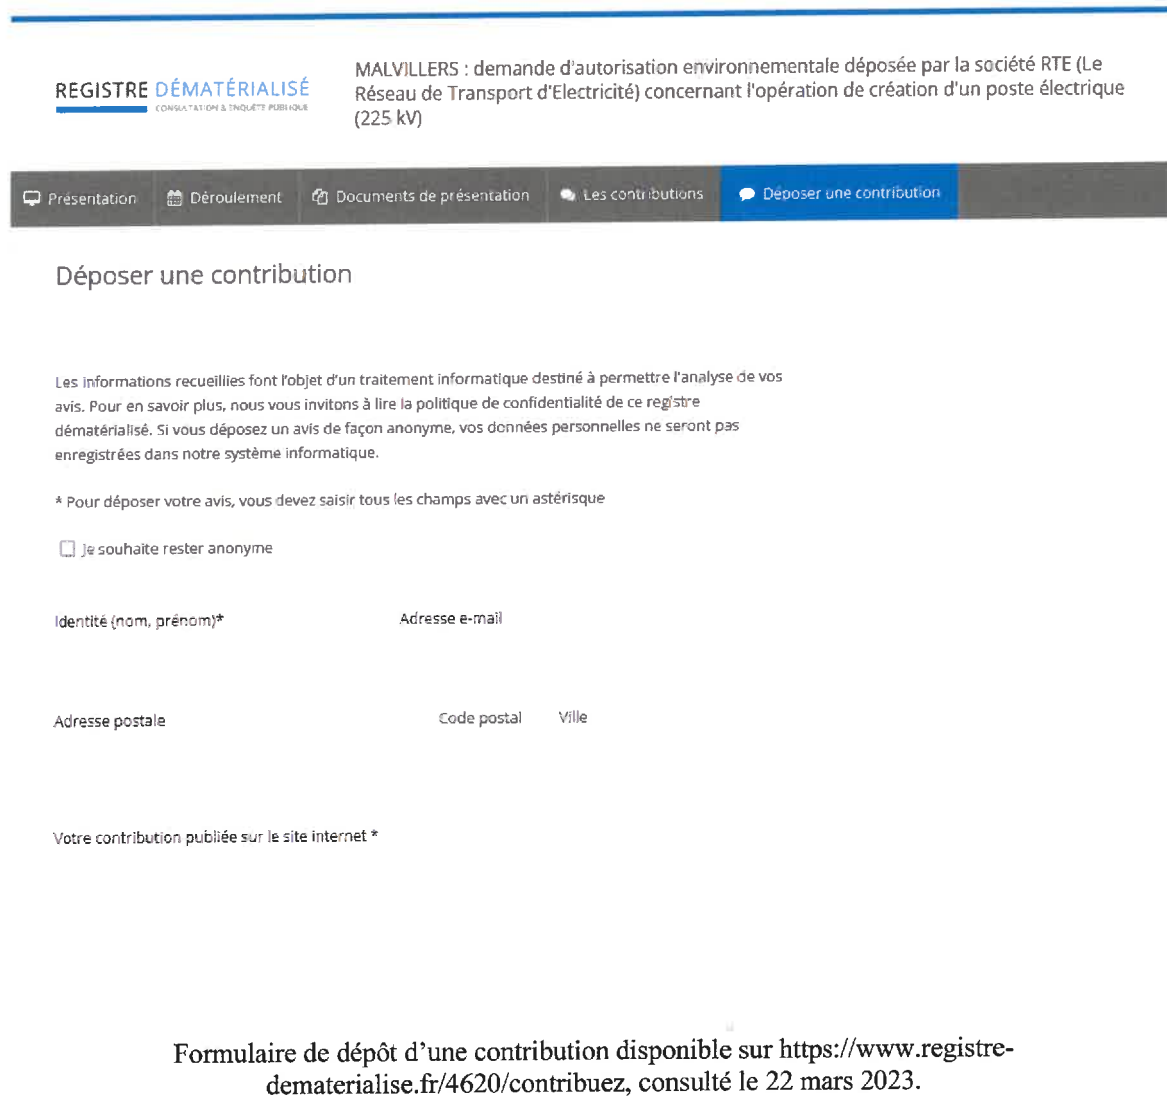 REGISTRE DÉMATÉRIALISÉ
CONSULTATION & ENQUÊTE PUBLIQUE
MALVILLERS : demande d'autorisation environnementale déposée par la société RTE (Le
Réseau de Transport d'Electricité) concernant l'opération de création d'un poste électrique
(225 kV)
Présentation Déroulement Documents de présentation Les contributions Déposer une contribution
Déposer une contribution
Les informations recueillies font l'objet d'un traitement informatique destiné à permettre l'analyse de vos
avis. Pour en savoir plus, nous vous invitons à lire la politique de confidentialité de ce registre
dématérialisé. Si vous déposez un avis de façon anonyme, vos données personnelles ne seront pas
enregistrées dans notre système informatique.
* Pour déposer votre avis, vous devez saisir tous les champs avec un astérisque
Je souhaite rester anonyme
Identité (nom, prénom)* Adresse e-mail
Adresse postale Code postal Ville
Votre contribution publiée sur le site internet *
Formulaire de dépôt d'une contribution disponible sur https://www.registre-
dematerialise.fr/4620/contribuez, consulté le 22 mars 2023.